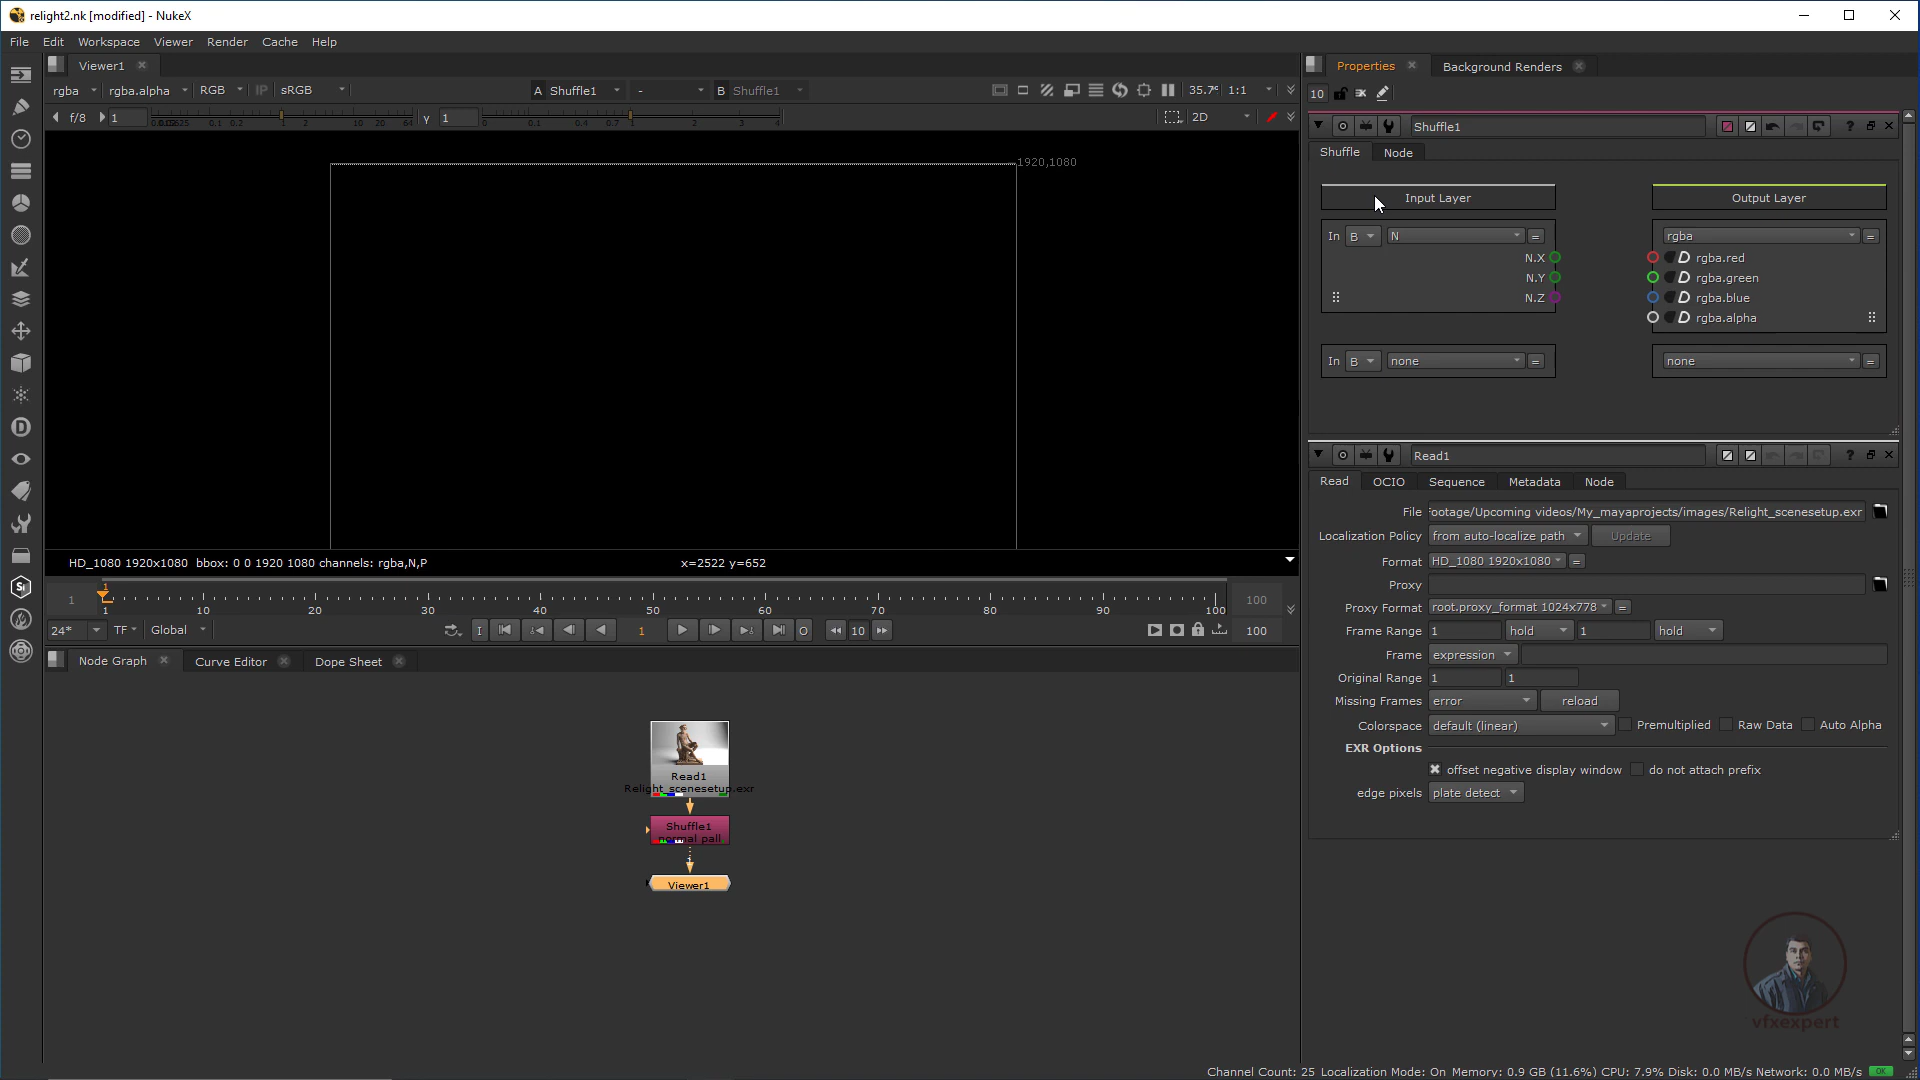 relight2.nk [modified] - NukeX
File Edit Workspace Viewer Render Cache Help
Viewer1
Properties Background Renders
rgba rgba.alpha RGB IP sRGB A Shuffle1 - B Shuffle1 35.7 1:1
10
f/8 1 y 1 2D
Shuffle1
Shuffle Node
1920,1080
Input Layer Output Layer
In B N = rgba =
N.X rgba.red
N.Y rgba.green
N.Z rgba.blue
rgba.alpha
In B none = none =
Read1
Read OCIO Sequence Metadata Node
File footage/Upcoming videos/My_mayaprojects/images/Relight_scenesetup.exr
Localization Policy from auto-localize path Update
Format HD_1080 1920x1080 =
Proxy
Proxy Format root.proxy_format 1024x778 =
Frame Range 1 hold 1 hold
Frame expression
Original Range 1 1
Missing Frames error reload
Colorspace default (linear) Premultiplied Raw Data Auto Alpha
EXR Options
offset negative display window do not attach prefix
edge pixels plate detect
HD_1080 1920x1080 bbox: 0 0 1920 1080 channels: rgba,N,P x=2522 y=652
1
1 1 10 20 30 40 50 60 70 80 90 100 100
24* TF Global I 1 O 10 100
Node Graph Curve Editor Dope Sheet
Read1
Relight_scenesetup.exr
Shuffle1
normal pall
1
Viewer1
vfxexpert
Channel Count: 25 Localization Mode: On Memory: 0.9 GB (11.6%) CPU: 7.9% Disk: 0.0 MB/s Network: 0.0 MB/s OK